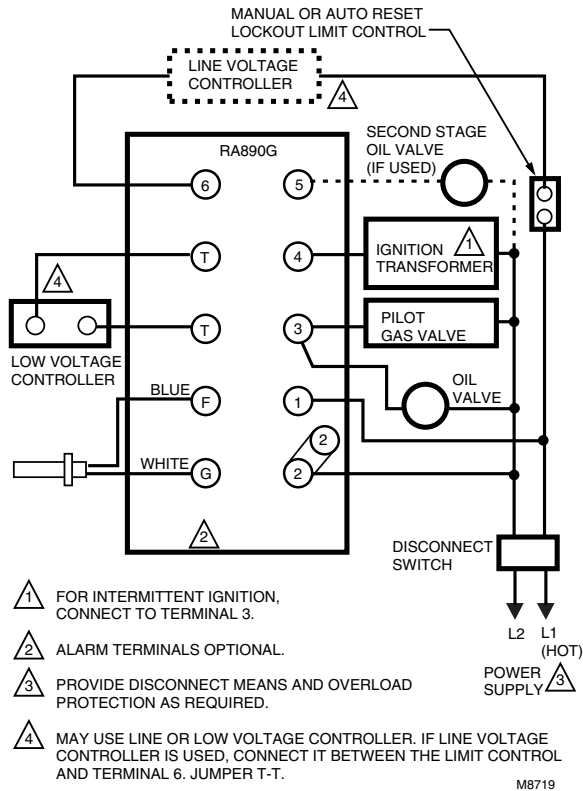 MANUAL OR AUTO RESET
LOCKOUT LIMIT CONTROL
LINE VOLTAGE
CONTROLLER
4
RA890G
SECOND STAGE
OIL VALVE
(IF USED)
6
5
T
4
IGNITION
TRANSFORMER
1
4
T
3
PILOT
GAS VALVE
LOW VOLTAGE
CONTROLLER
OIL
VALVE
BLUE
F
1
2
WHITE
G
2
2
DISCONNECT
SWITCH
L2
L1
(HOT)
POWER
SUPPLY
3
1 FOR INTERMITTENT IGNITION,
CONNECT TO TERMINAL 3.
2 ALARM TERMINALS OPTIONAL.
3 PROVIDE DISCONNECT MEANS AND OVERLOAD
PROTECTION AS REQUIRED.
4 MAY USE LINE OR LOW VOLTAGE CONTROLLER. IF LINE VOLTAGE
CONTROLLER IS USED, CONNECT IT BETWEEN THE LIMIT CONTROL
AND TERMINAL 6. JUMPER T-T.
M8719